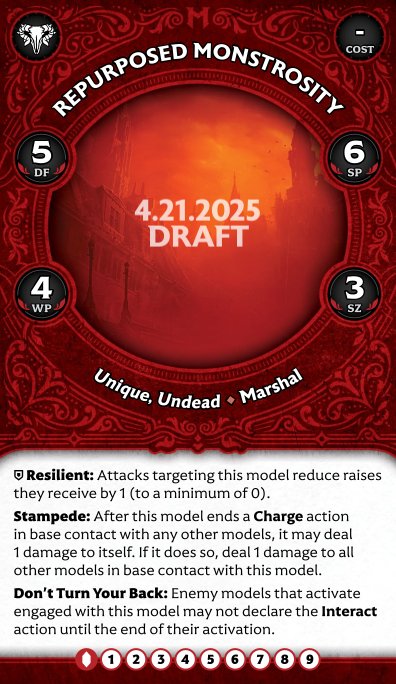 -
COST
REPURPOSED MONSTROSITY
5
DF
6
SP
4.21.2025
DRAFT
4
WP
3
SZ
Unique, Undead ♦ Marshal
Resilient: Attacks targeting this model reduce raises
they receive by 1 (to a minimum of 0).
Stampede: After this model ends a Charge action
in base contact with any other models, it may deal
1 damage to itself. If it does so, deal 1 damage to all
other models in base contact with this model.
Don't Turn Your Back: Enemy models that activate
engaged with this model may not declare the Interact
action until the end of their activation.
1 2 3 4 5 6 7 8 9